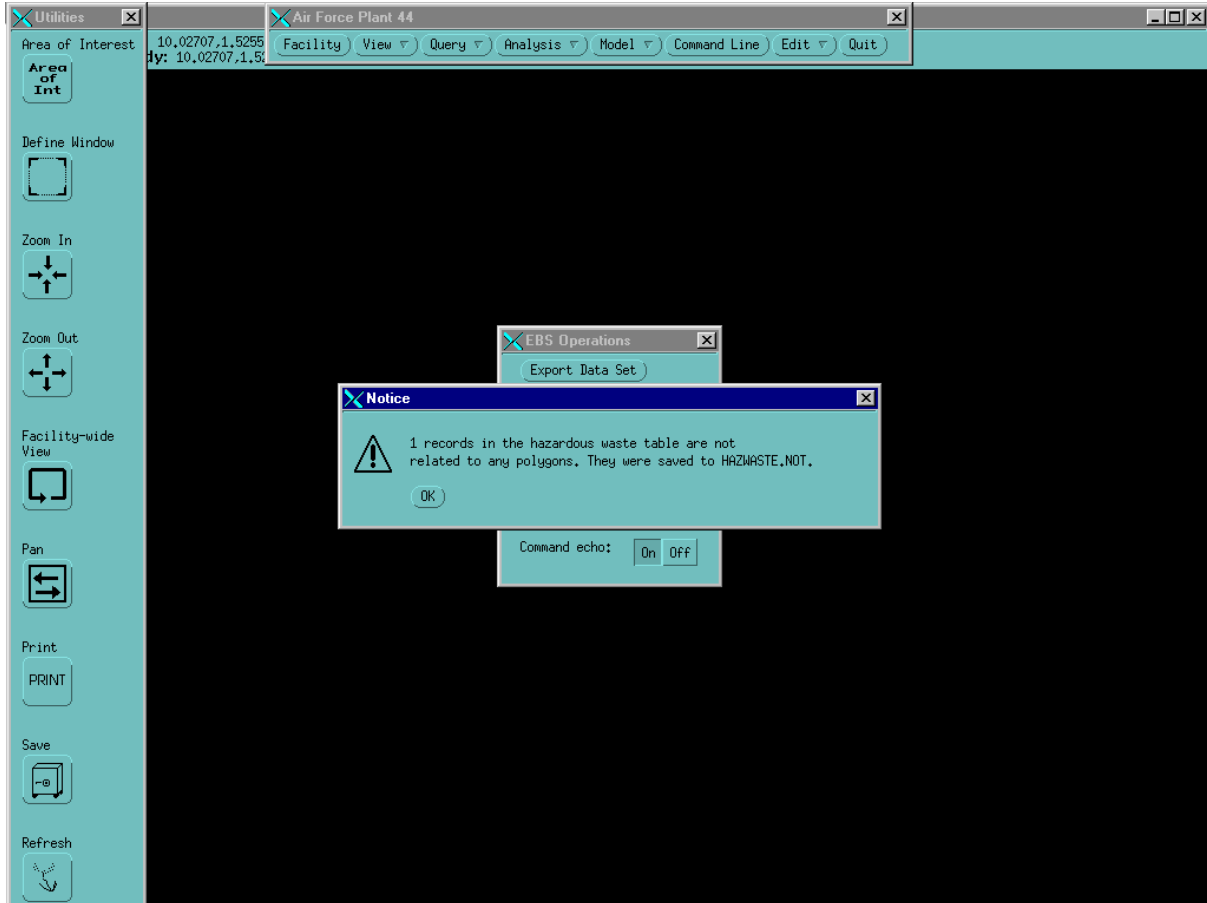 Utilities
Area of Interest
Area
of
Int
Define Window
Zoom In
Zoom Out
Facility-wide
View
Pan
Print
PRINT
Save
Refresh
10.02707,1.5255
dy: 10.02707,1.52
Air Force Plant 44
Facility View Query Analysis Model Command Line Edit Quit
EBS Operations
Export Data Set
Notice
1 records in the hazardous waste table are not
related to any polygons. They were saved to HAZWASTE.NOT.
OK
Command echo: On Off